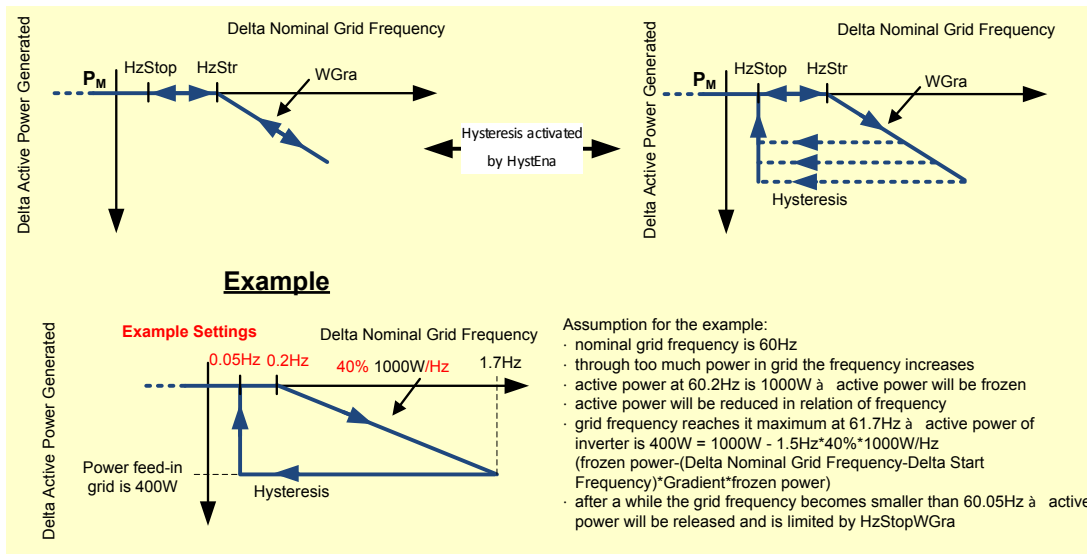 Delta Nominal Grid Frequency
Delta Active Power Generated
PM
HzStop
HzStr
WGra
Hysteresis activated
by HystEna
Delta Nominal Grid Frequency
Delta Active Power Generated
PM
HzStop
HzStr
WGra
Hysteresis
Example
Delta Active Power Generated
Example Settings
Delta Nominal Grid Frequency
0.05Hz
0.2Hz
40% 1000W/Hz
1.7Hz
Power feed-in
grid is 400W
Hysteresis
Assumption for the example:
· nominal grid frequency is 60Hz
· through too much power in grid the frequency increases
· active power at 60.2Hz is 1000W à active power will be frozen
· active power will be reduced in relation of frequency
· grid frequency reaches it maximum at 61.7Hz à active power of
inverter is 400W = 1000W - 1.5Hz*40%*1000W/Hz
(frozen power-(Delta Nominal Grid Frequency-Delta Start
Frequency)*Gradient*frozen power)
· after a while the grid frequency becomes smaller than 60.05Hz à active
power will be released and is limited by HzStopWGra